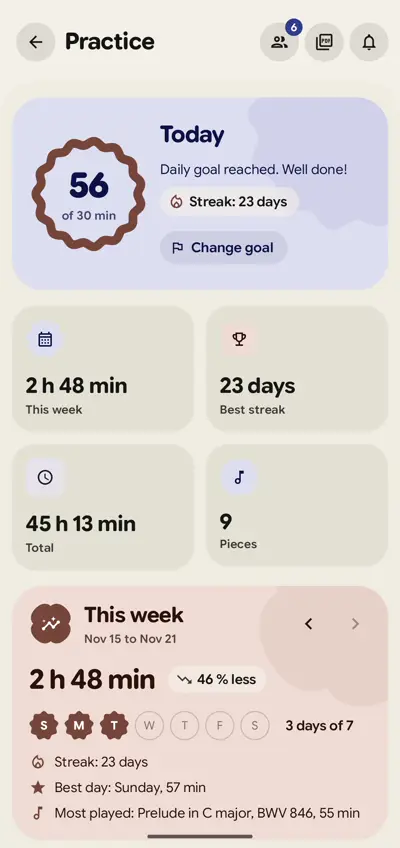 Practice
6
PDF
Today
56
of 30 min
Daily goal reached. Well done!
Streak: 23 days
Change goal
2 h 48 min
This week
23 days
Best streak
45 h 13 min
Total
9
Pieces
This week
Nov 15 to Nov 21
2 h 48 min
46 % less
S M T W T F S
3 days of 7
Streak: 23 days
Best day: Sunday, 57 min
Most played: Prelude in C major, BWV 846, 55 min